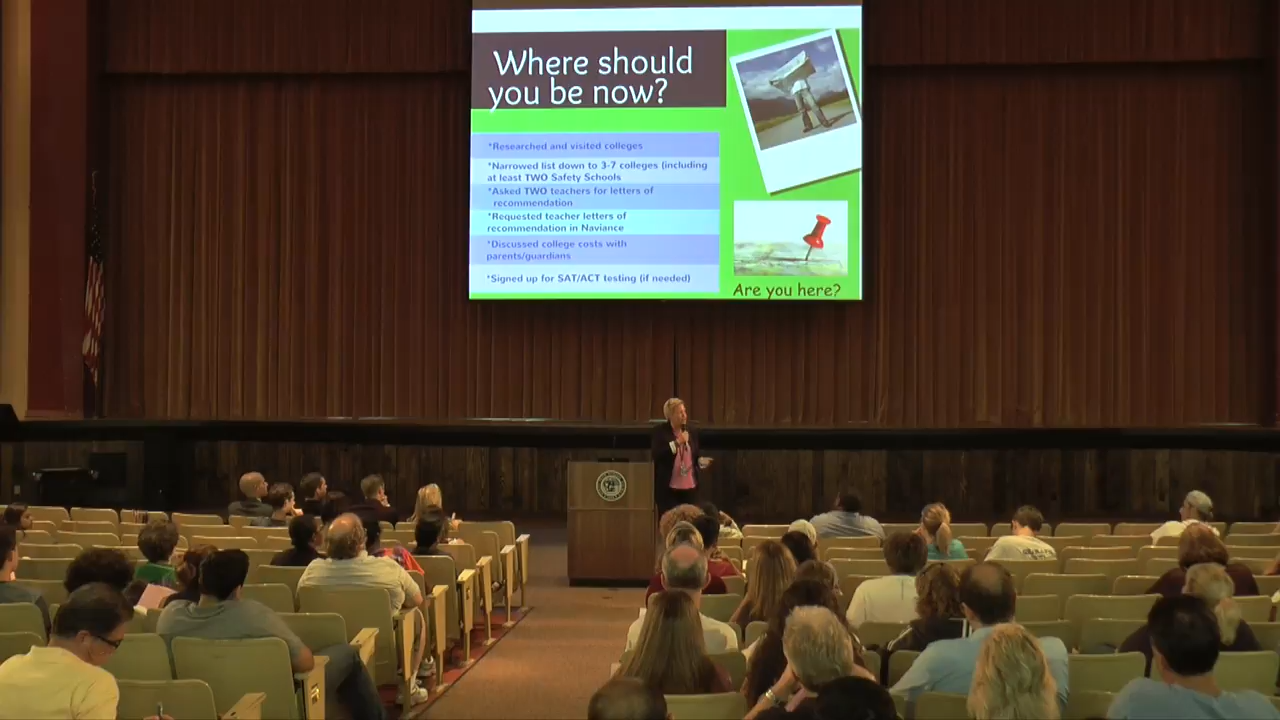 Where should
you be now?
*Researched and visited colleges
*Narrowed list down to 3-7 colleges (including
at least TWO Safety Schools
*Asked TWO teachers for letters of
recommendation
*Requested teacher letters of
recommendation in Naviance
*Discussed college costs with
parents/guardians
*Signed up for SAT/ACT testing (if needed)
Are you here?